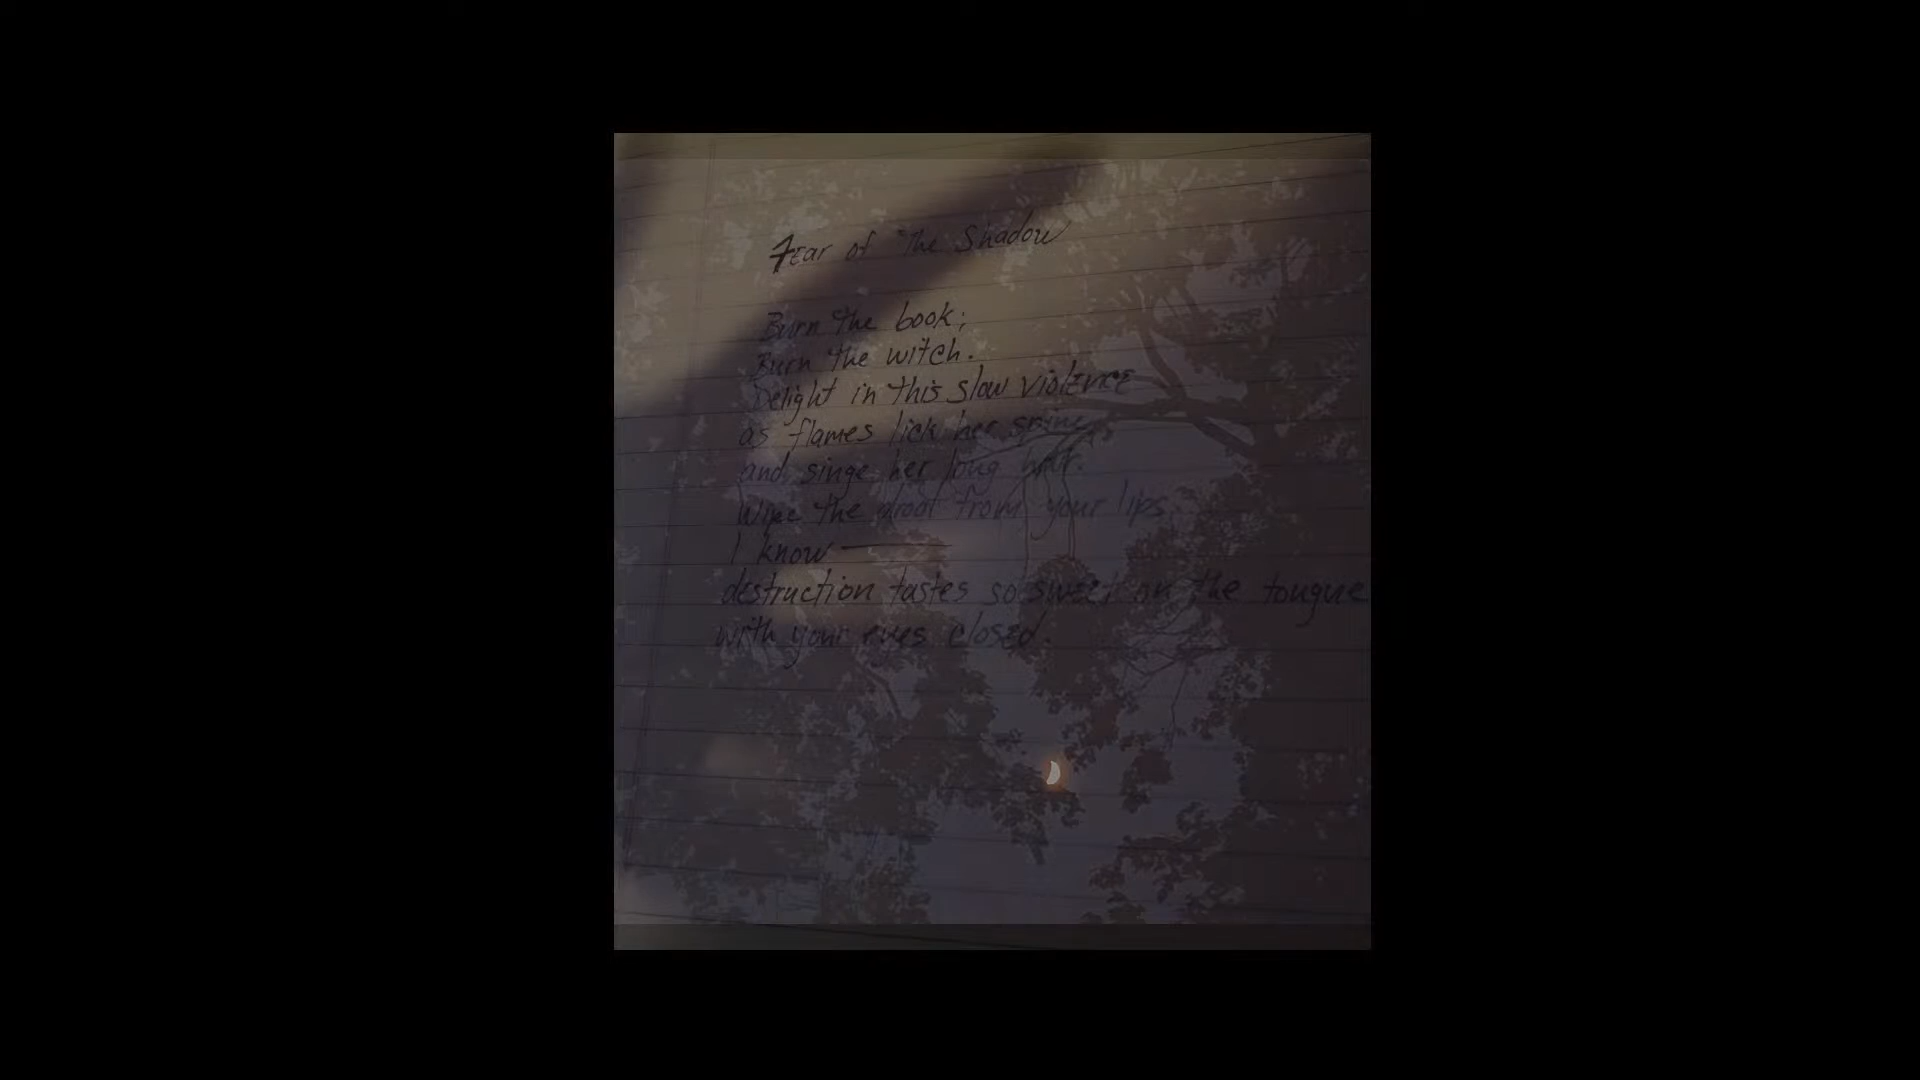 Fear of The Shadow
Burn the book;
Burn the witch.
Delight in this slow violence
as flames lick her spine
and singe her long hair.
Wipe the drool from your lips
I know —
destruction tastes so sweet on the tongue
with your eyes closed.